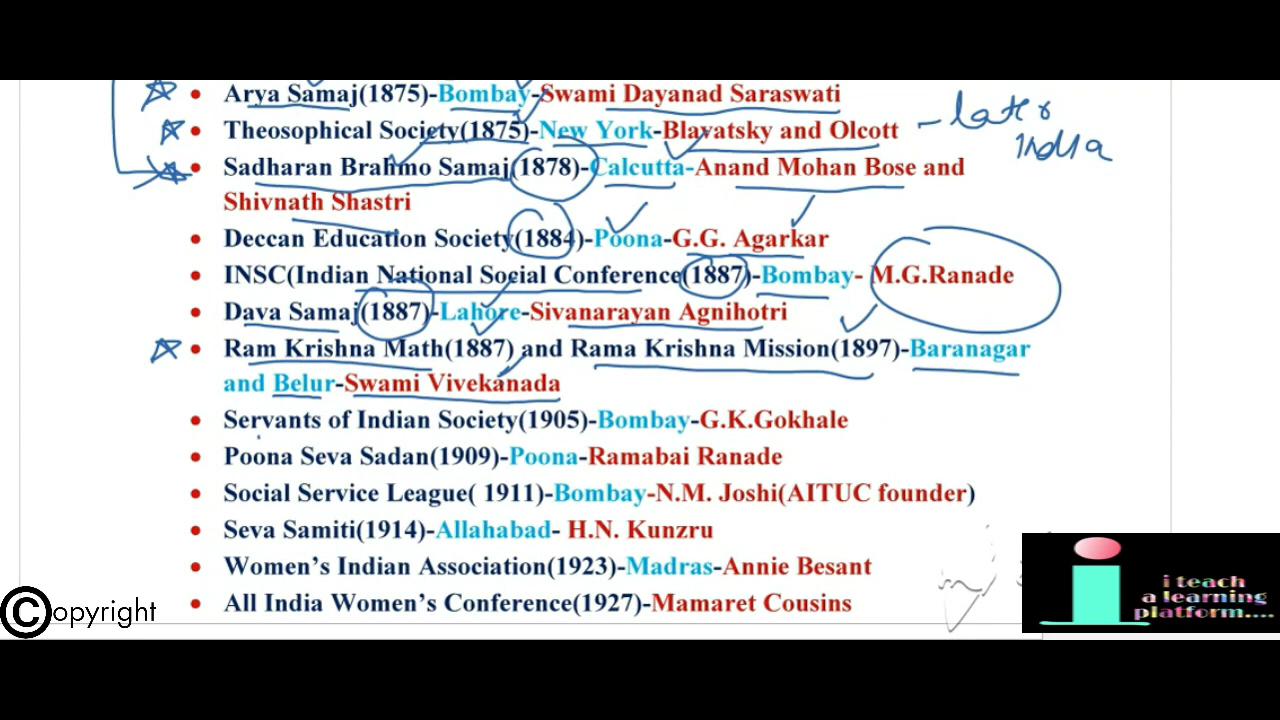 • Arya Samaj(1875)-Bombay-Swami Dayanad Saraswati
• Theosophical Society(1875)-New York-Blavatsky and Olcott
- later
India
• Sadharan Brahmo Samaj(1878)-Calcutta-Anand Mohan Bose and
Shivnath Shastri
• Deccan Education Society(1884)-Poona-G.G. Agarkar
• INSC(Indian National Social Conference(1887)-Bombay- M.G.Ranade
• Dava Samaj(1887)-Lahore-Sivanarayan Agnihotri
• Ram Krishna Math(1887) and Rama Krishna Mission(1897)-Baranagar
and Belur-Swami Vivekanada
• Servants of Indian Society(1905)-Bombay-G.K.Gokhale
• Poona Seva Sadan(1909)-Poona-Ramabai Ranade
• Social Service League( 1911)-Bombay-N.M. Joshi(AITUC founder)
• Seva Samiti(1914)-Allahabad- H.N. Kunzru
• Women's Indian Association(1923)-Madras-Annie Besant
• All India Women's Conference(1927)-Mamaret Cousins
©opyright
i teach
a learning
platform....